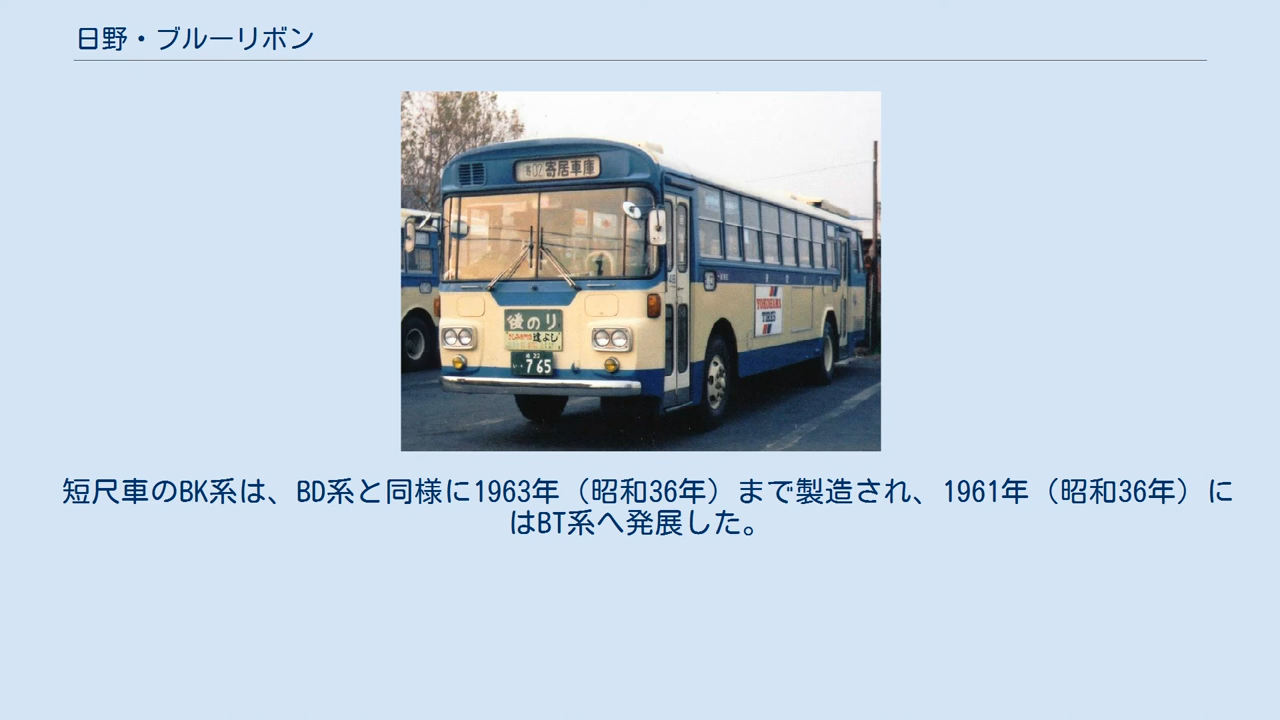 日野・ブルーリボン
寄居車庫
YOKOHAMA
TIRES
後のり
765
短尺車のBK系は、BD系と同様に1963年（昭和36年）まで製造され、1961年（昭和36年）に
はBT系へ発展した。